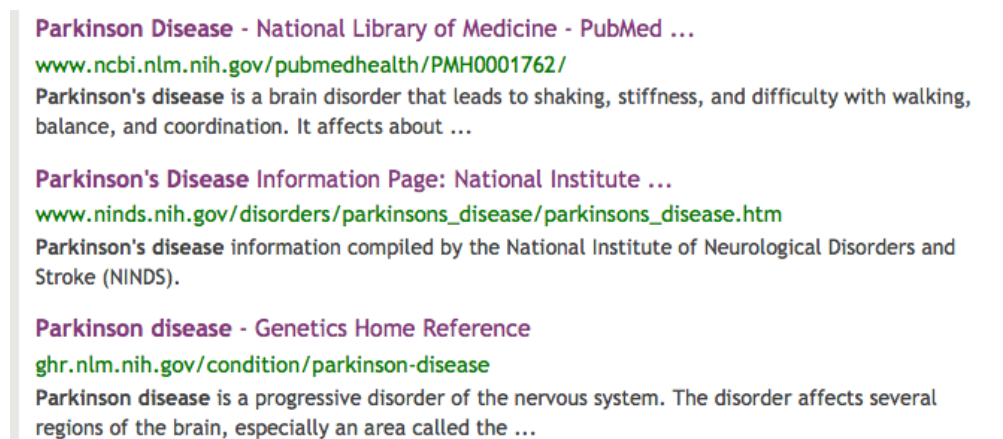 Parkinson Disease - National Library of Medicine - PubMed ...
www.ncbi.nlm.nih.gov/pubmedhealth/PMH0001762/
Parkinson's disease is a brain disorder that leads to shaking, stiffness, and difficulty with walking,
balance, and coordination. It affects about ...
Parkinson's Disease Information Page: National Institute ...
www.ninds.nih.gov/disorders/parkinsons_disease/parkinsons_disease.htm
Parkinson's disease information compiled by the National Institute of Neurological Disorders and
Stroke (NINDS).
Parkinson disease - Genetics Home Reference
ghr.nlm.nih.gov/condition/parkinson-disease
Parkinson disease is a progressive disorder of the nervous system. The disorder affects several
regions of the brain, especially an area called the ...